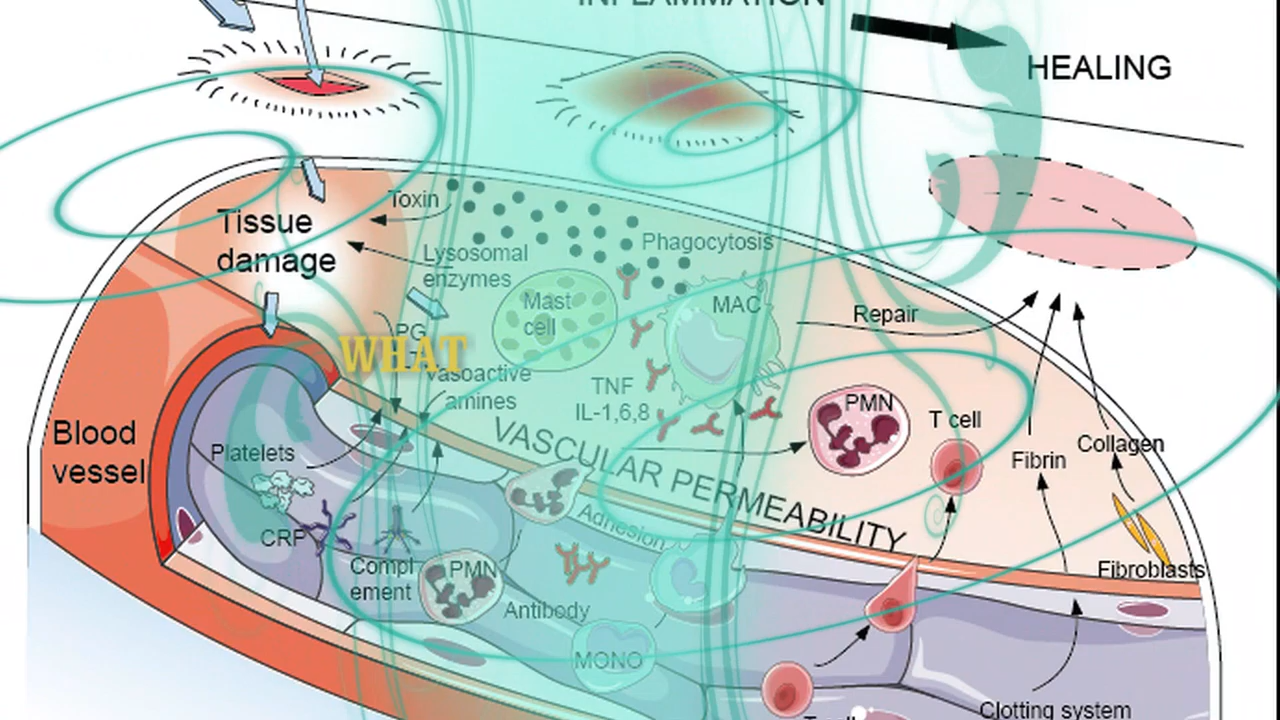 INFLAMMATION
HEALING
Toxin
Tissue
damage
Phagocytosis
Lysosomal
enzymes
Mast
cell
MAC
Repair
PG
WHAT
vasoactive
amines
TNF
IL-1,6,8
PMN
T cell
Blood
vessel
VASCULAR PERMEABILITY
Platelets
Fibrin
Collagen
CRP
Adhesion
Compl
ement
PMN
Fibroblasts
Antibody
MONO
Clotting system